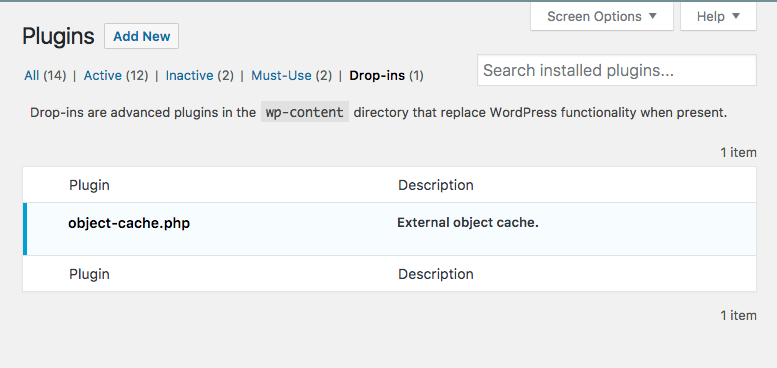 Screen Options ▼ Help ▼
Plugins Add New
All (14) | Active (12) | Inactive (2) | Must-Use (2) | Drop-ins (1)
Search installed plugins...
Drop-ins are advanced plugins in the wp-content directory that replace WordPress functionality when present.
1 item
Plugin Description
object-cache.php External object cache.
Plugin Description
1 item